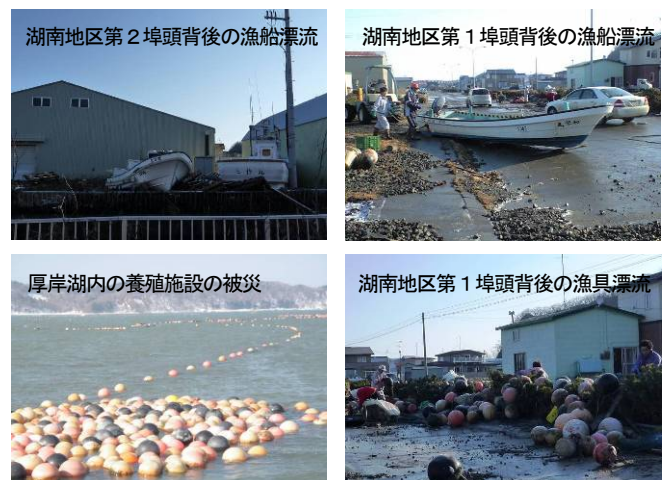 湖南地区第２埠頭背後の漁船漂流
湖南地区第１埠頭背後の漁船漂流
厚岸湖内の養殖施設の被災
湖南地区第１埠頭背後の漁具漂流